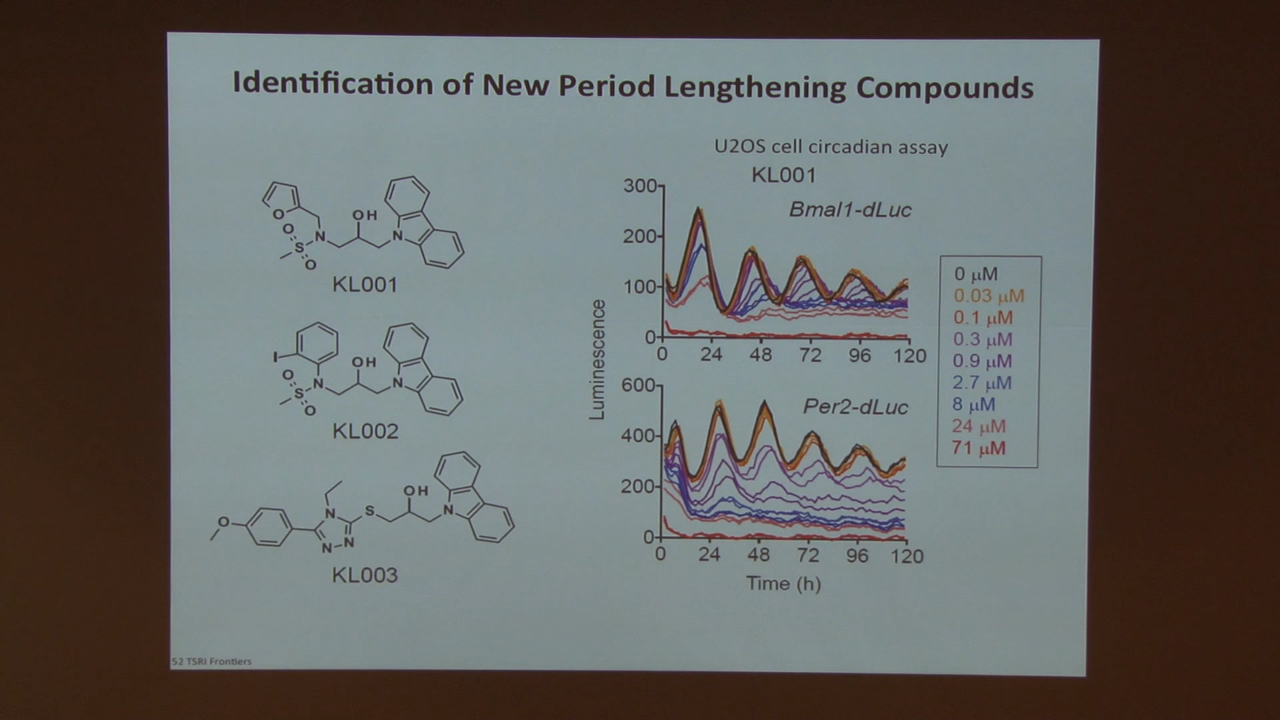 Identification of New Period Lengthening Compounds
O
O
S
O
N
OH
N
KL001
I
O
S
O
N
OH
N
KL002
O
N
N
N
S
OH
N
KL003
U2OS cell circadian assay
KL001
Bmal1-dLuc
300
200
100
0
0 24 48 72 96 120
Luminescence
Per2-dLuc
600
400
200
0
0 24 48 72 96 120
Time (h)
0 µM
0.03 µM
0.1 µM
0.3 µM
0.9 µM
2.7 µM
8 µM
24 µM
71 µM
52 TSRI Frontiers